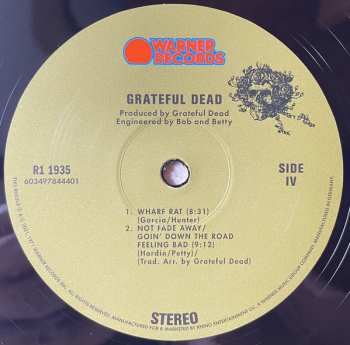 WARNER
RECORDS
GRATEFUL DEAD
Produced by Grateful Dead
Engineered by Bob and Betty
R1 1935
603497844401
SIDE
IV
1. WHARF RAT (8:31)
(Garcia/Hunter)
2. NOT FADE AWAY/
GOIN' DOWN THE ROAD
FEELING BAD (9:12)
(Hardin/Petty)/
(Trad. Arr. by Grateful Dead)
STEREO